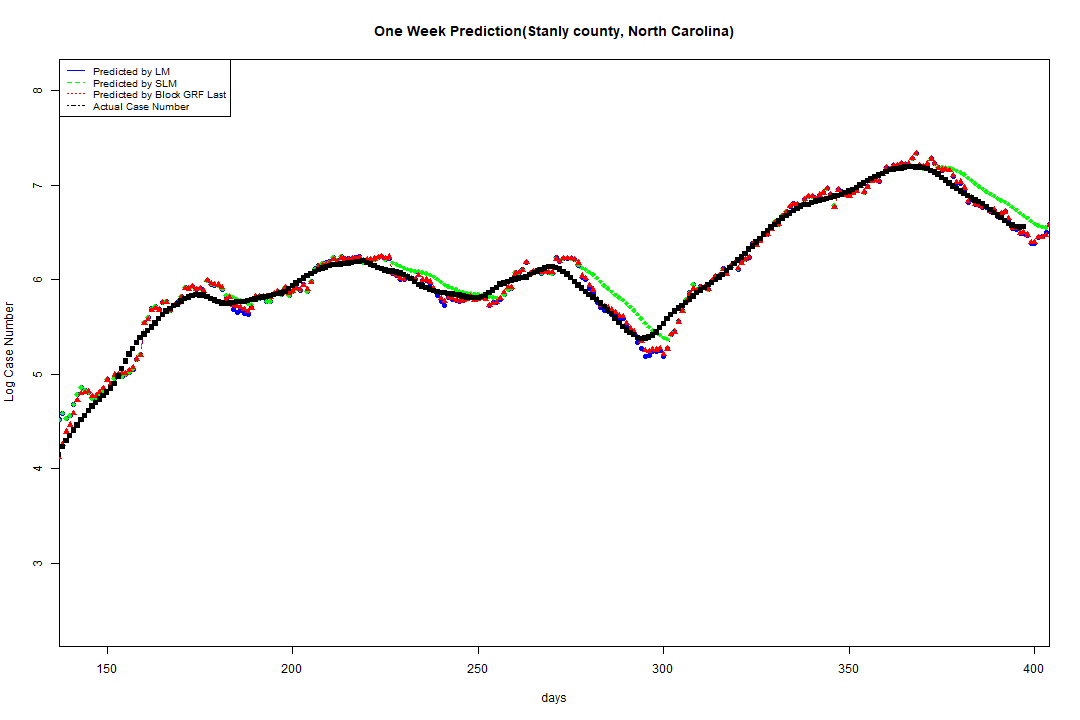 One Week Prediction(Stanly county, North Carolina)
Predicted by LM
Predicted by SLM
Predicted by Block GRF Last
Actual Case Number
8
7
6
5
4
3
Log Case Number
150 200 250 300 350 400
days